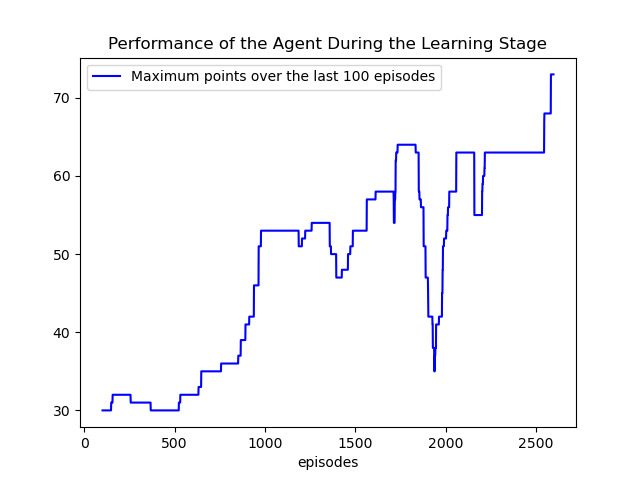 Performance of the Agent During the Learning Stage
Maximum points over the last 100 episodes
70
60
50
40
30
0 500 1000 1500 2000 2500
episodes